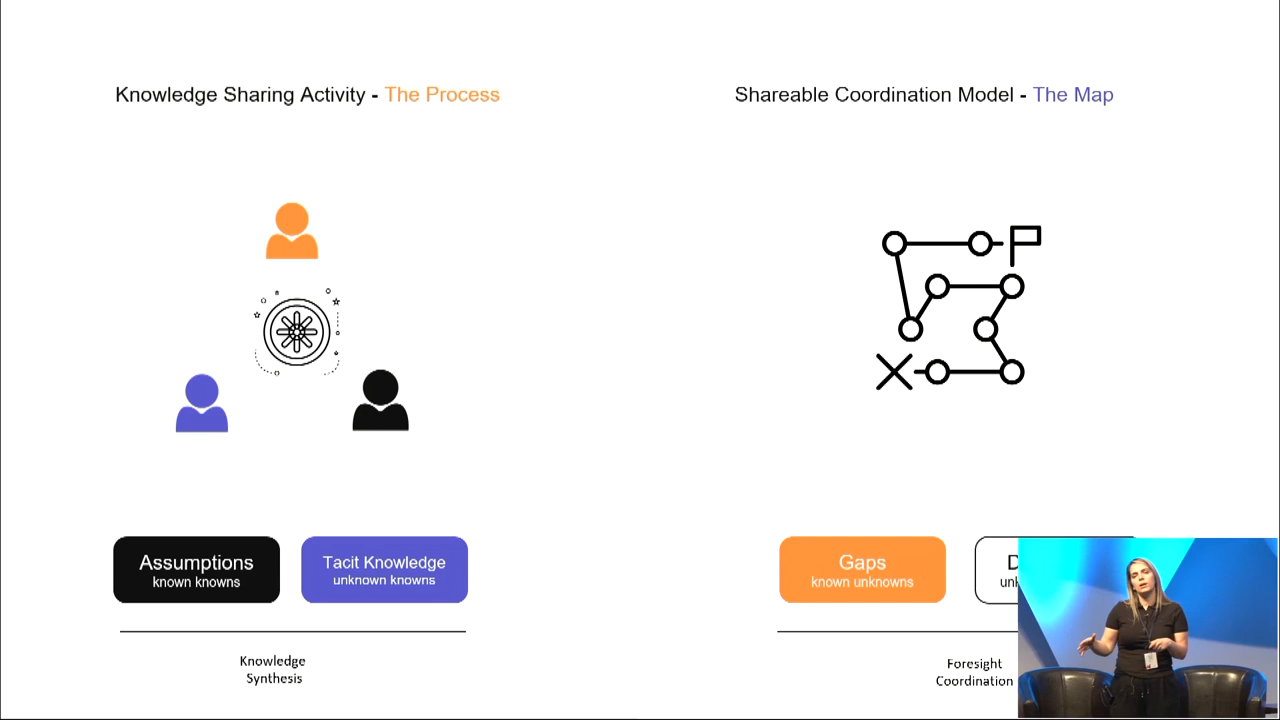 Knowledge Sharing Activity - The Process
Shareable Coordination Model - The Map
Assumptions
known knowns
Tacit Knowledge
unknown knowns
Gaps
known unknowns
Knowledge
Synthesis
Foresight
Coordination